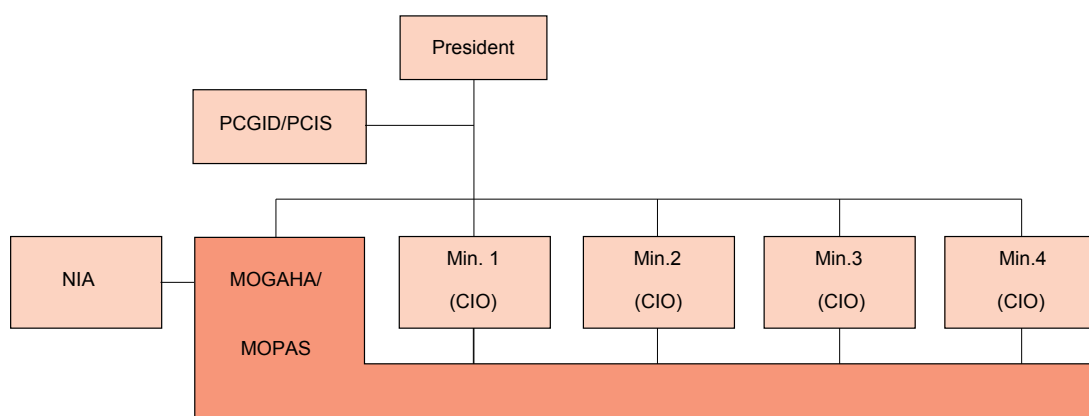 President
PCGID/PCIS
NIA
MOGAHA/
MOPAS
Min. 1
(CIO)
Min.2
(CIO)
Min.3
(CIO)
Min.4
(CIO)